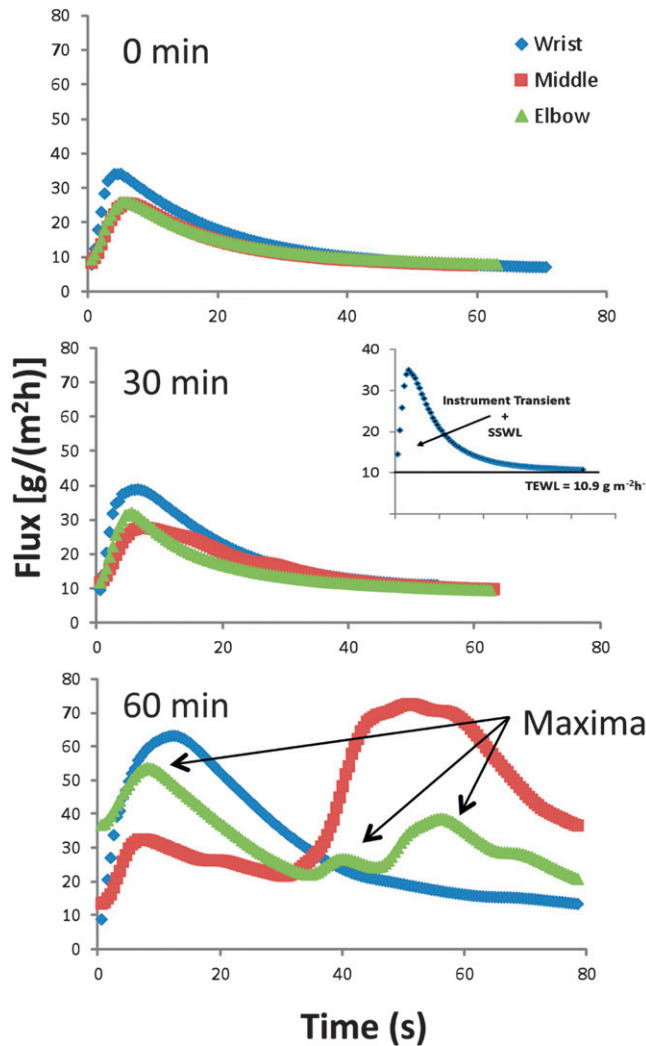 80
70
60
50
40
30
20
10
0
0 min
Wrist
Middle
Elbow
0 20 40 60 80
Flux [g/(m²h)]
80
70
60
50
40
30
20
10
0
30 min
40
30
20
10
Instrument Transient
+
SSWL
TEWL = 10.9 g m⁻²h⁻
0 20 40 60 80
80
70
60
50
40
30
20
10
0
60 min
Maxima
0 20 40 60 80
Time (s)